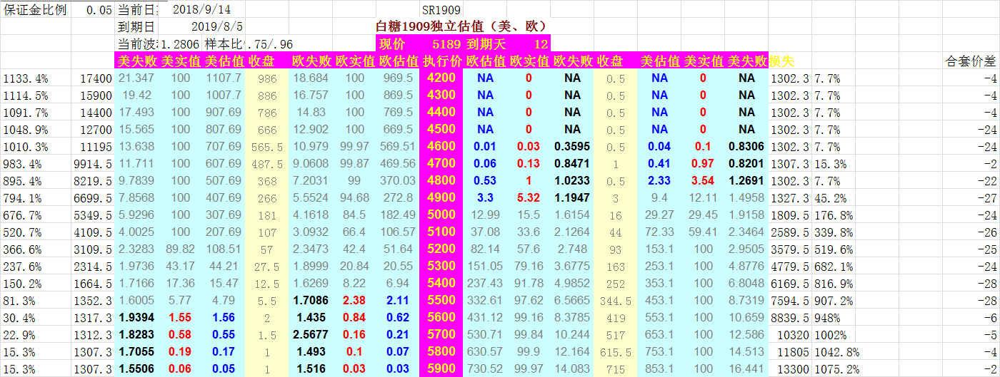 保证金比例 0.05 当前日 2018/9/14 SR1909
到期日 2019/8/5 白糖1909独立估值（美、欧）
当前波 1.2806 样本比 .75/.96 现价 5189 到期天 12
美失败 美实值 美估值 收盘 欧失败 欧实值 欧估值 执行价 欧估值 欧实值 欧失败 收盘 美估值 美实值 美失败 损失 合套价差
1133.4% 17400 21.347 100 1107.7 986 18.684 100 969.5 4200 NA 0 NA 0.5 NA 0 NA 1302.3 7.7% -4
1114.5% 15900 19.42 100 1007.7 886 16.757 100 869.5 4300 NA 0 NA 0.5 NA 0 NA 1302.3 7.7% -4
1091.7% 14400 17.493 100 907.69 786 14.83 100 769.5 4400 NA 0 NA 0.5 NA 0 NA 1302.3 7.7% -4
1048.9% 12700 15.565 100 807.69 666 12.902 100 669.5 4500 NA 0 NA 0.5 NA 0 NA 1302.3 7.7% -24
1010.3% 11195 13.638 100 707.69 565.5 10.979 99.97 569.51 4600 0.01 0.03 0.3595 0.5 0.04 0.1 0.8306 1302.3 7.7% -24
983.4% 9914.5 11.711 100 607.69 487.5 9.0608 99.87 469.56 4700 0.06 0.13 0.8471 1 0.41 0.97 0.8201 1307.3 15.3% -2
895.4% 8219.5 9.7839 100 507.69 368 7.2031 99 370.03 4800 0.53 1 1.0233 0.5 2.33 3.54 1.2691 1302.3 7.7% -22
794.1% 6699.5 7.8568 100 407.69 266 5.5524 94.68 272.8 4900 3.3 5.32 1.1947 3 9.4 12.11 1.4958 1327.3 45.2% -27
676.7% 5349.5 5.9296 100 307.69 181 4.1618 84.5 182.49 5000 12.99 15.5 1.6154 16 29.27 29.45 1.9158 1809.5 176.8% -24
520.7% 4109.5 4.0025 100 207.69 107 3.0932 66.4 106.57 5100 37.08 33.6 2.1264 44 72.33 59.41 2.3464 2589.5 339.8% -26
366.6% 3109.5 2.3283 89.82 108.51 57 2.3473 42.4 51.64 5200 82.14 57.6 2.748 93 153.1 100 2.9505 3579.5 519.6% -25
237.6% 2314.5 1.9736 43.17 44.21 27.5 1.8999 20.84 20.55 5300 151.05 79.16 3.6775 163 253.1 100 4.8776 4779.5 682.1% -24
150.2% 1664.5 1.7166 17.36 15.47 12.5 1.6269 8.22 6.94 5400 237.43 91.78 4.9852 252 353.1 100 6.8048 6169.5 816.9% -28
81.3% 1352.3 1.6005 5.77 4.79 5.5 1.7086 2.38 2.11 5500 332.61 97.62 6.5665 344.5 453.1 100 8.7319 7594.5 907.2% -28
30.4% 1317.3 1.9394 1.55 1.56 2 1.435 0.84 0.62 5600 431.12 99.16 8.3785 419 553.1 100 10.659 8839.5 948% -6
22.9% 1312.3 1.8283 0.58 0.55 1.5 2.5677 0.16 0.21 5700 530.71 99.84 10.244 517 653.1 100 12.586 10320 1002% -5
15.3% 1307.3 1.7055 0.19 0.17 1 1.493 0.1 0.07 5800 630.57 99.9 12.164 615.5 753.1 100 14.513 11805 1042.8% -4
15.3% 1307.3 1.5506 0.06 0.05 1 1.516 0.03 0.03 5900 730.52 99.97 14.083 715 853.1 100 16.441 13300 1075.2% -2